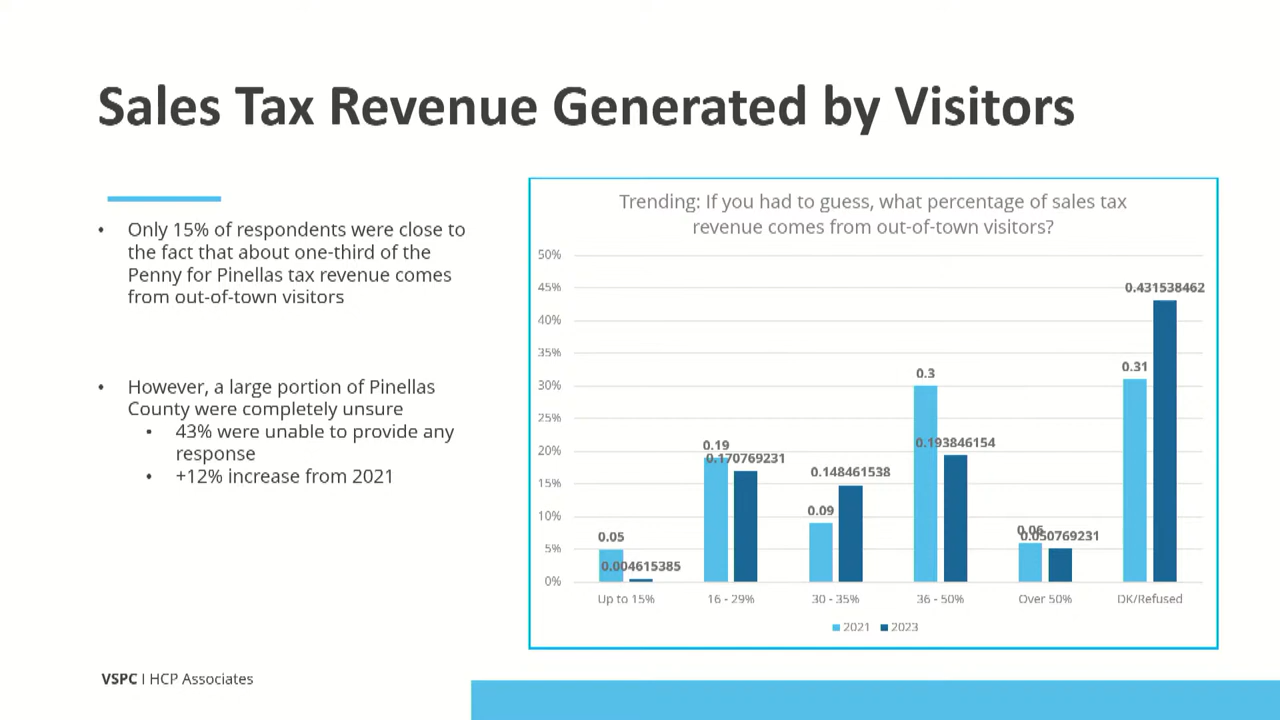 Sales Tax Revenue Generated by Visitors
• Only 15% of respondents were close to
the fact that about one-third of the
Penny for Pinellas tax revenue comes
from out-of-town visitors
• However, a large portion of Pinellas
County were completely unsure
• 43% were unable to provide any
response
• +12% increase from 2021
Trending: If you had to guess, what percentage of sales tax
revenue comes from out-of-town visitors?
50%
45%
40%
35%
30%
25%
20%
15%
10%
5%
0%
0.05
0.004615385
0.19
0.170769231
0.09
0.148461538
0.3
0.193846154
0.06
0.050769231
0.31
0.431538462
Up to 15%
16 - 29%
30 - 35%
36 - 50%
Over 50%
DK/Refused
2021 2023
VSPC I HCP Associates